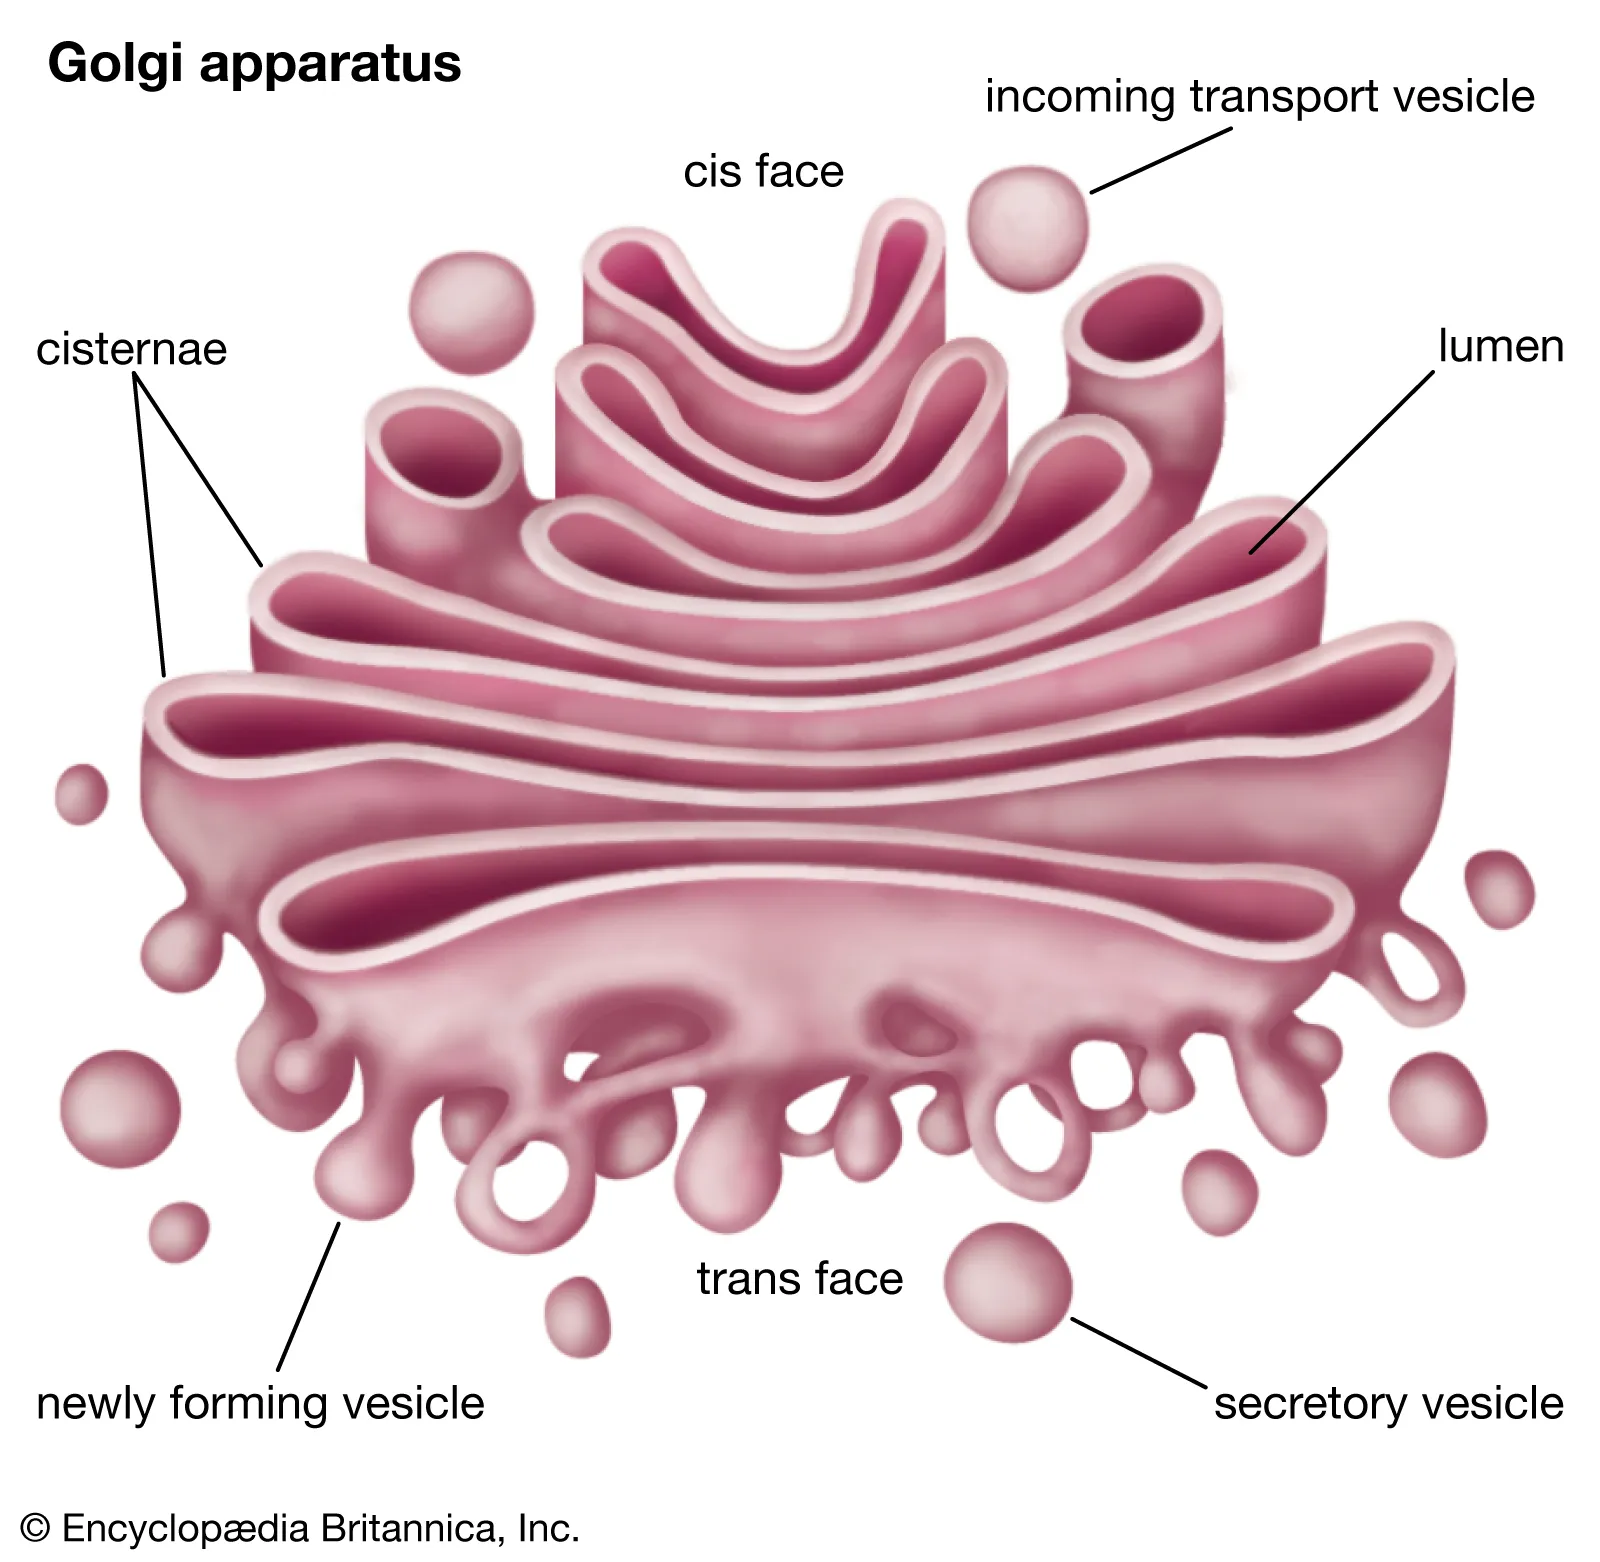 Golgi apparatus
incoming transport vesicle
cis face
cisternae
lumen
trans face
newly forming vesicle
secretory vesicle
© Encyclopædia Britannica, Inc.